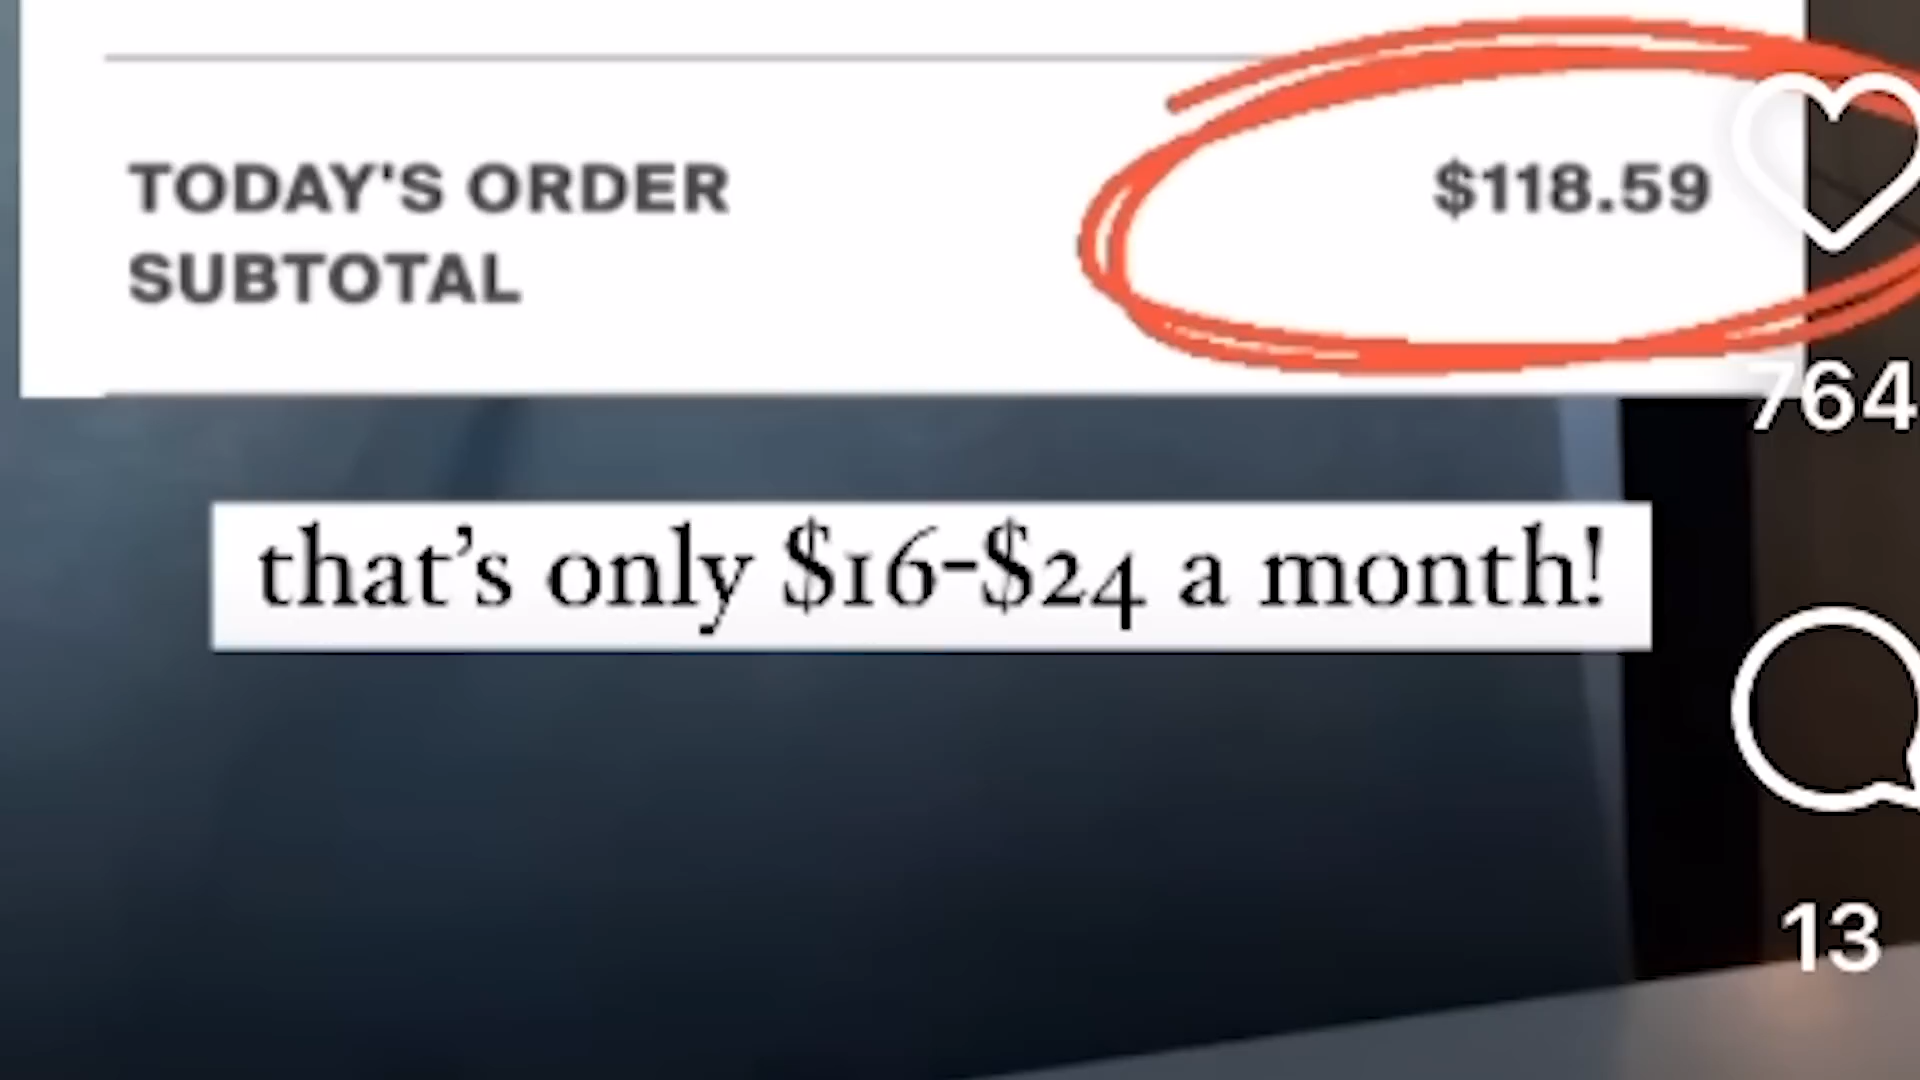 TODAY'S ORDER $118.59
SUBTOTAL
764
that's only $16-$24 a month!
13